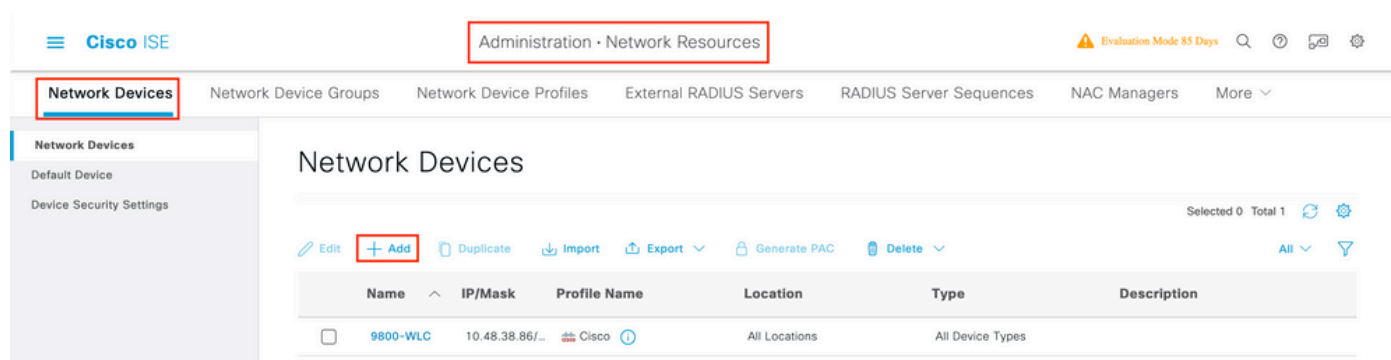 Cisco ISE Administration · Network Resources Evaluation Mode 85 Days
Network Devices Network Device Groups Network Device Profiles External RADIUS Servers RADIUS Server Sequences NAC Managers More
Network Devices
Default Device
Device Security Settings
Network Devices
Selected 0 Total 1
Edit Add Duplicate Import Export Generate PAC Delete All
Name IP/Mask Profile Name Location Type Description
9800-WLC 10.48.38.86/... Cisco All Locations All Device Types